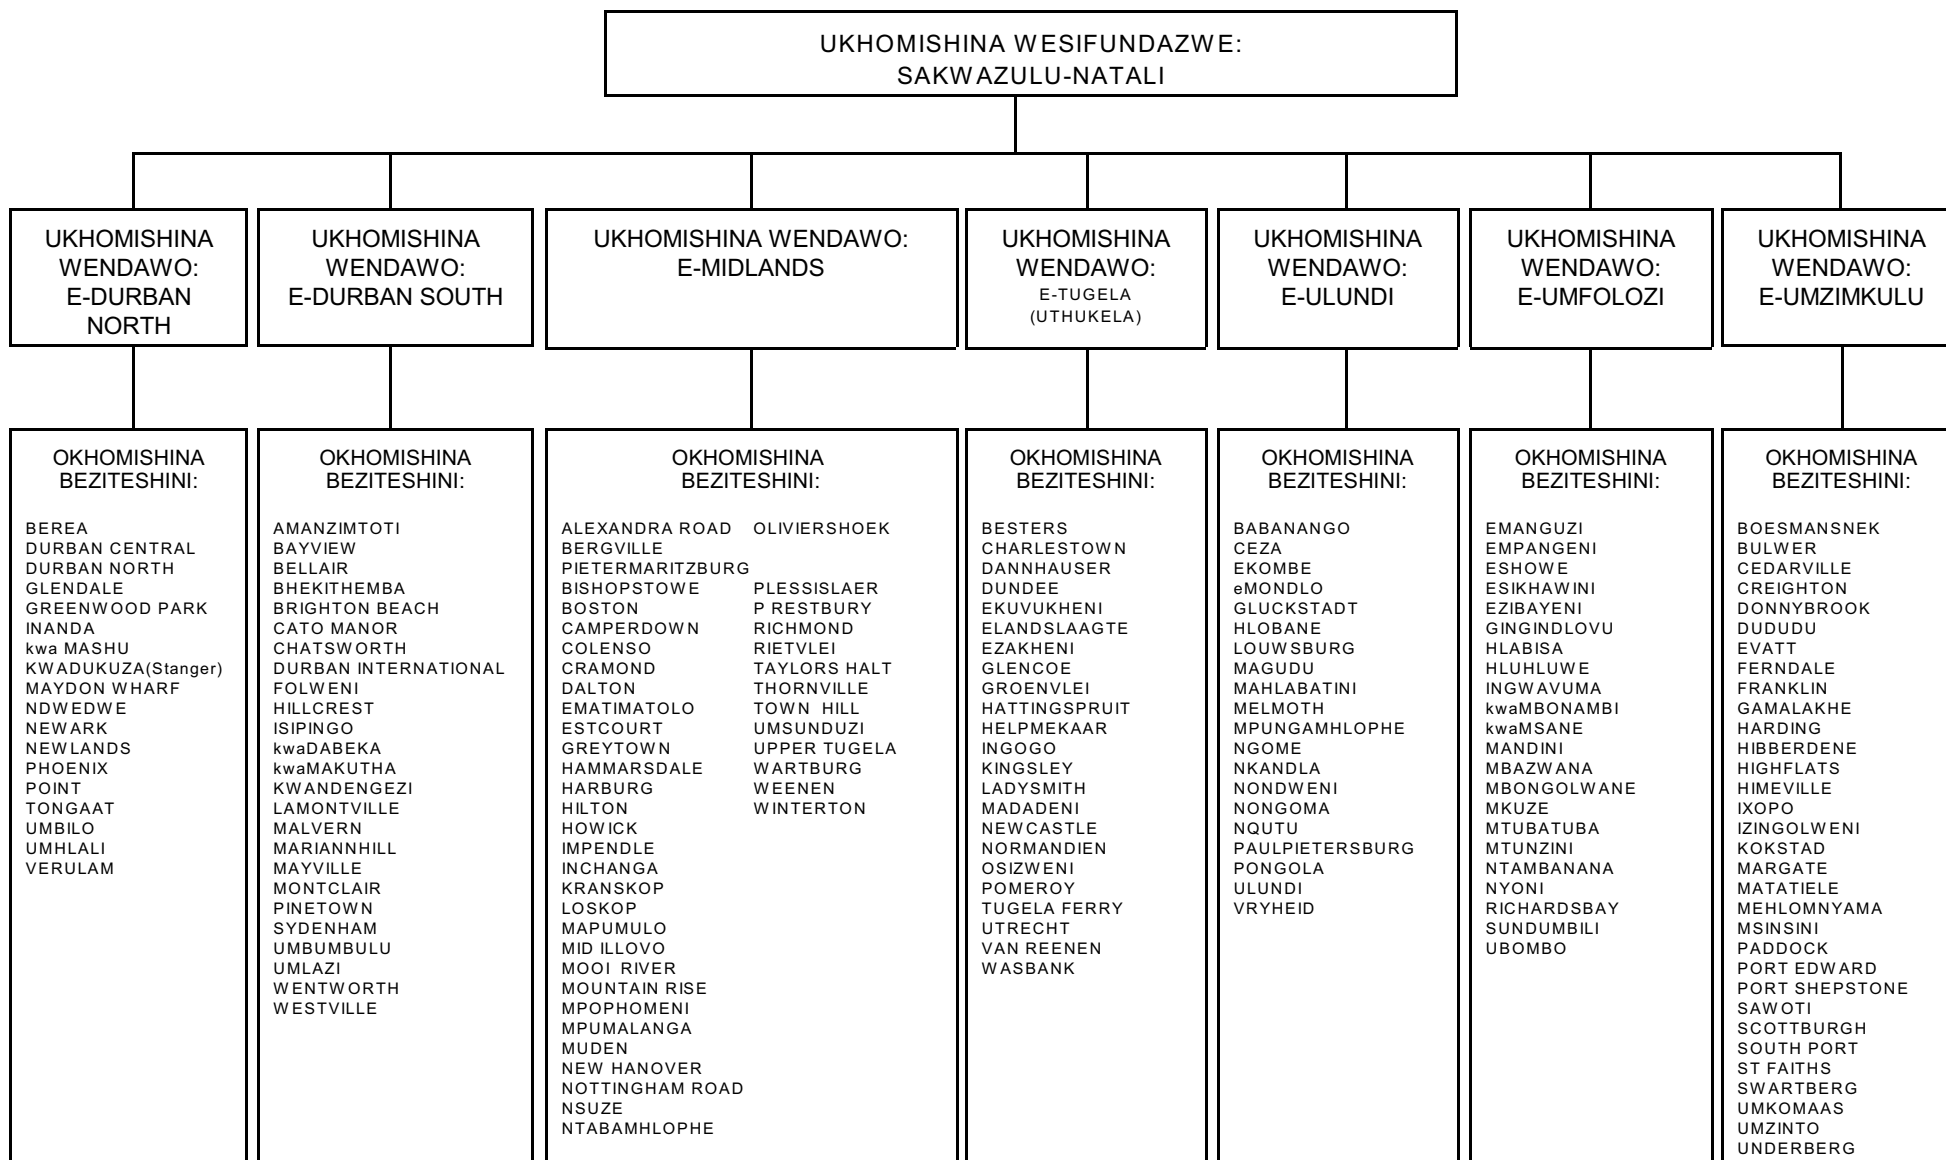 UKHOMISHINA WESIFUNDAZWE:
SAKWAZULU-NATALI
UKHOMISHINA
WENDAWO:
E-DURBAN
NORTH
UKHOMISHINA
WENDAWO:
E-DURBAN SOUTH
UKHOMISHINA WENDAWO:
E-MIDLANDS
UKHOMISHINA
WENDAWO:
E-TUGELA
(UTHUKELA)
UKHOMISHINA
WENDAWO:
E-ULUNDI
UKHOMISHINA
WENDAWO:
E-UMFOLOZI
UKHOMISHINA
WENDAWO:
E-UMZIMKULU
OKHOMISHINA
BEZITESHINI:
BEREA
DURBAN CENTRAL
DURBAN NORTH
GLENDALE
GREENWOOD PARK
INANDA
kwa MASHU
KWADUKUZA(Stanger)
MAYDON WHARF
NDWEDWE
NEWARK
NEWLANDS
PHOENIX
POINT
TONGAAT
UMBILO
UMHLALI
VERULAM
OKHOMISHINA
BEZITESHINI:
AMANZIMTOTI
BAYVIEW
BELLAIR
BHEKITHEMBA
BRIGHTON BEACH
CATO MANOR
CHATSWORTH
DURBAN INTERNATIONAL
FOLWENI
HILLCREST
ISIPINGO
kwaDABEKA
kwaMAKUTHA
KWANDENGEZI
LAMONTVILLE
MALVERN
MARIANNHILL
MAYVILLE
MONTCLAIR
PINETOWN
SYDENHAM
UMBUMBULU
UMLAZI
WENTWORTH
WESTVILLE
OKHOMISHINA
BEZITESHINI:
ALEXANDRA ROAD
BERGVILLE
PIETERMARITZBURG
BISHOPSTOWE
BOSTON
CAMPERDOWN
COLENSO
CRAMOND
DALTON
EMATIMATOLO
ESTCOURT
GREYTOWN
HAMMARSDALE
HARBURG
HILTON
HOWICK
IMPENDLE
INCHANGA
KRANSKOP
LOSKOP
MAPUMULO
MID ILLOVO
MOOI RIVER
MOUNTAIN RISE
MPOPHOMENI
MPUMALANGA
MUDEN
NEW HANOVER
NOTTINGHAM ROAD
NSUZE
NTABAMHLOPHE
OLIVIERSHOEK
PLESSISLAER
P RESTBURY
RICHMOND
RIETVLEI
TAYLORS HALT
THORNVILLE
TOWN HILL
UMSUNDUZI
UPPER TUGELA
WARTBURG
WEENEN
WINTERTON
OKHOMISHINA
BEZITESHINI:
BESTERS
CHARLESTOWN
DANNHAUSER
DUNDEE
EKUVUKHENI
ELANDSLAAGTE
EZAKHENI
GLENCOE
GROENVLEI
HATTINGSPRUIT
HELPMEKAAR
INGOGO
KINGSLEY
LADYSMITH
MADADENI
NEWCASTLE
NORMANDIEN
OSIZWENI
POMEROY
TUGELA FERRY
UTRECHT
VAN REENEN
WASBANK
OKHOMISHINA
BEZITESHINI:
BABANANGO
CEZA
EKOMBE
eMONDLO
GLUCKSTADT
HLOBANE
LOUWSBURG
MAGUDU
MAHLABATINI
MELMOTH
MPUNGAMHLOPHE
NGOME
NKANDLA
NONDWENI
NONGOMA
NQUTU
PAULPIETERSBURG
PONGOLA
ULUNDI
VRYHEID
OKHOMISHINA
BEZITESHINI:
EMANGUZI
EMPANGENI
ESHOWE
ESIKHAWINI
EZIBAYENI
GINGINDLOVU
HLABISA
HLUHLUWE
INGWAVUMA
kwaMBONAMBI
kwaMSANE
MANDINI
MBAZWANA
MBONGOLWANE
MKUZE
MTUBATUBA
MTUNZINI
NTAMBANANA
NYONI
RICHARDSBAY
SUNDUMBILI
UBOMBO
OKHOMISHINA
BEZITESHINI:
BOESMANSNEK
BULWER
CEDARVILLE
CREIGHTON
DONNYBROOK
DUDUDU
EVATT
FERNDALE
FRANKLIN
GAMALAKHE
HARDING
HIBBERDENE
HIGHFLATS
HIMEVILLE
IXOPO
IZINGOLWENI
KOKSTAD
MARGATE
MATATIELE
MEHLOMNYAMA
MSINSINI
PADDOCK
PORT EDWARD
PORT SHEPSTONE
SAWOTI
SCOTTBURGH
SOUTH PORT
ST FAITHS
SWARTBERG
UMKOMAAS
UMZINTO
UNDERBERG